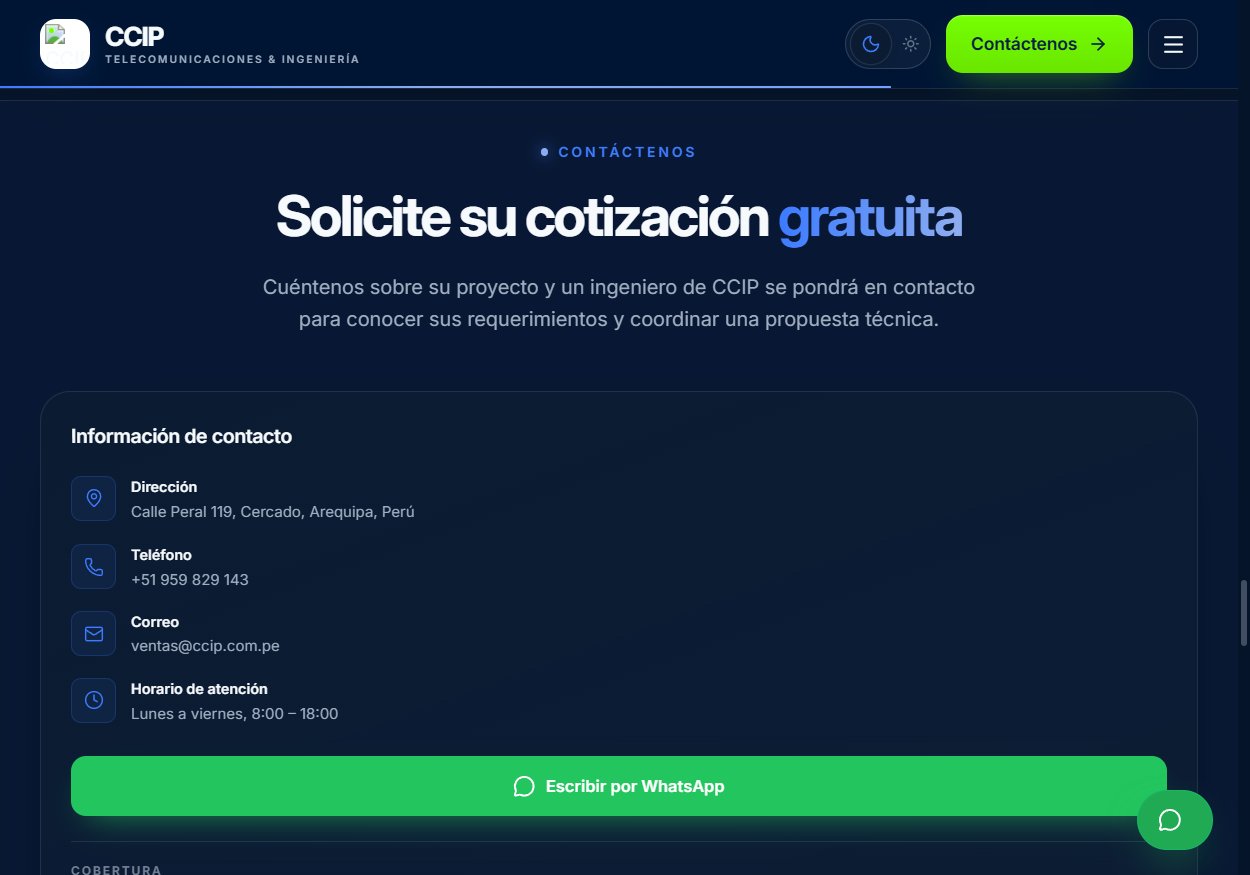 CCIP
TELECOMUNICACIONES & INGENIERÍA
Contáctenos
CONTÁCTENOS
Solicite su cotización gratuita
Cuéntenos sobre su proyecto y un ingeniero de CCIP se pondrá en contacto
para conocer sus requerimientos y coordinar una propuesta técnica.
Información de contacto
Dirección
Calle Peral 119, Cercado, Arequipa, Perú
Teléfono
+51 959 829 143
Correo
ventas@ccip.com.pe
Horario de atención
Lunes a viernes, 8:00 – 18:00
Escribir por WhatsApp
COBERTURA